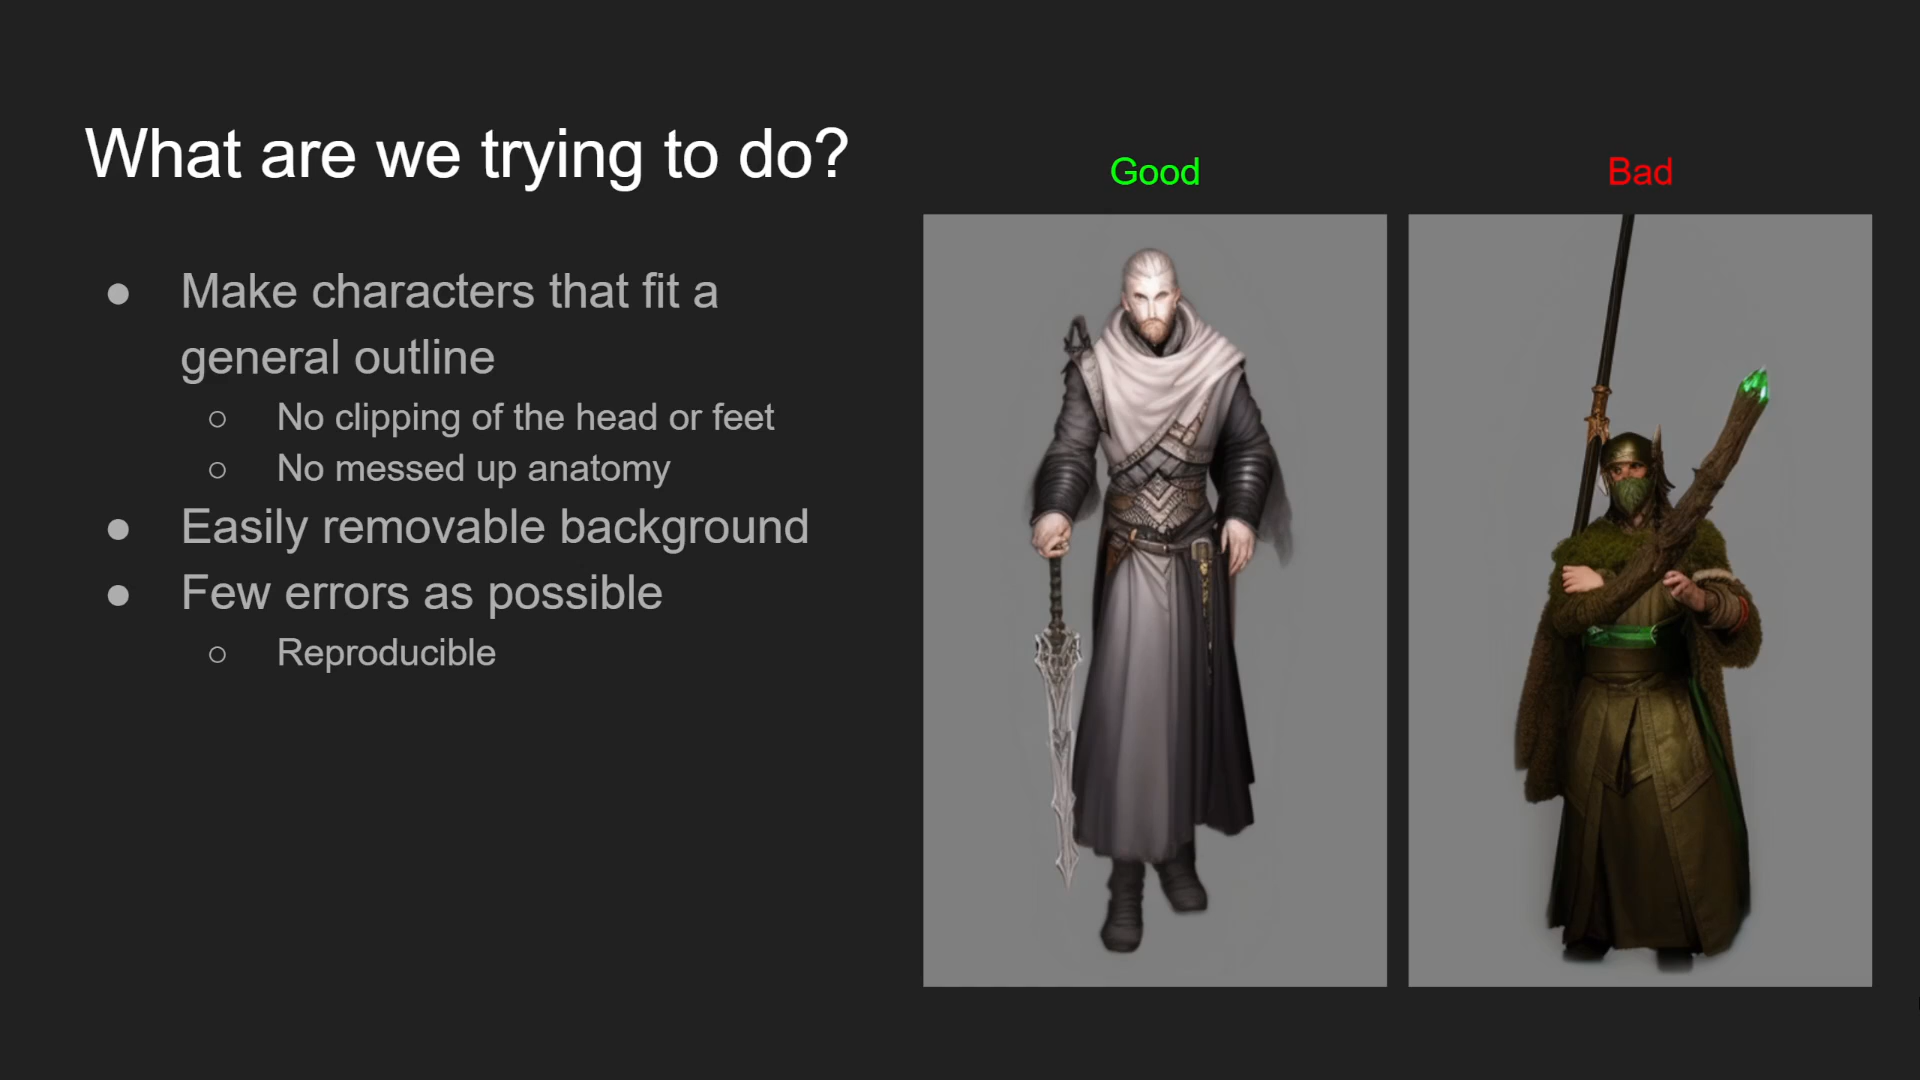 What are we trying to do?
Good
Bad
● Make characters that fit a
general outline
○ No clipping of the head or feet
○ No messed up anatomy
● Easily removable background
● Few errors as possible
○ Reproducible